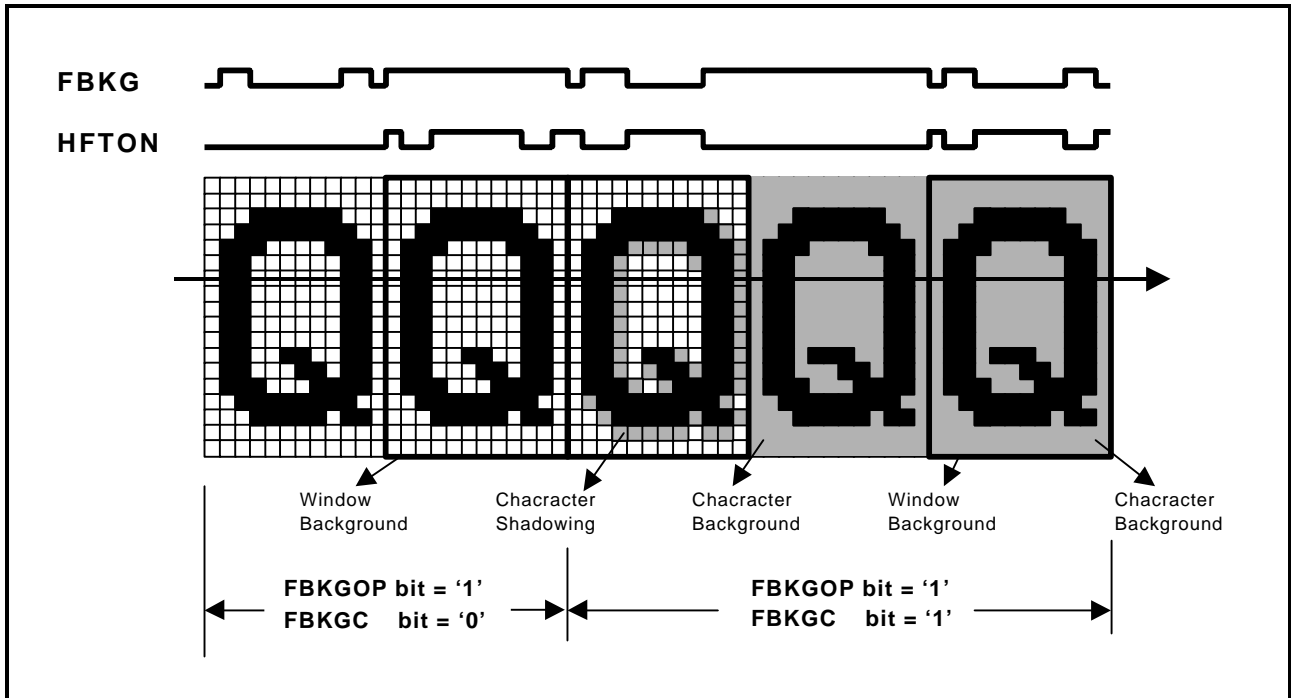 FBKG
HFTON
Window
Background
Chacracter
Shadowing
Chacracter
Background
Window
Background
Chacracter
Background
FBKGOP bit = ‘1’
FBKGC bit = ‘0’
FBKGOP bit = ‘1’
FBKGC bit = ‘1’